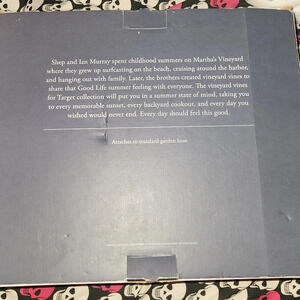 Shep and Ian Murray spent childhood summers on Martha's Vineyard
where they grew up surfcasting on the beach, cruising around the harbor,
and hanging out with family. Later, the brothers created vineyard vines to
share that Good Life summer feeling with everyone. The vineyard vines
for Target collection will put you in a summer state of mind, taking you
to every memorable sunset, every backyard cookout, and every day you
wished would never end. Every day should feel this good.
Attaches to standard garden hose